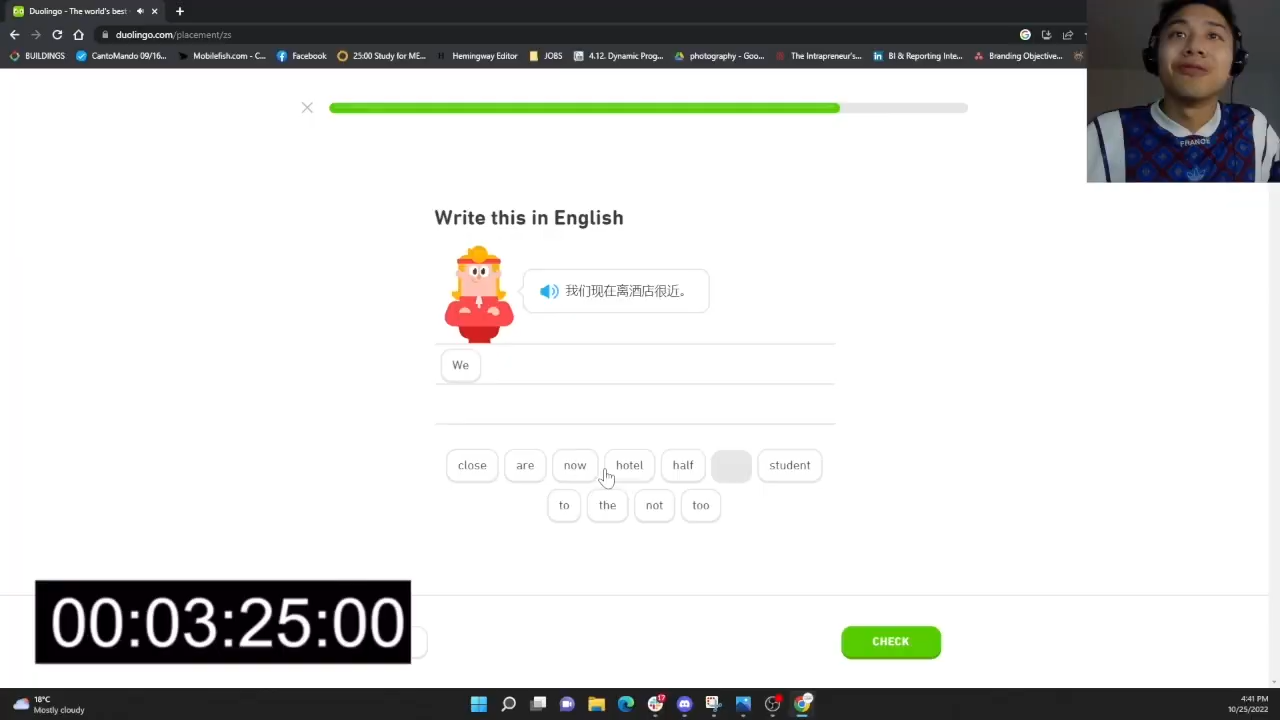 Duolingo - The world's best
duolingo.com/placement/zs
BUILDINGS CantoMando 09/16... Mobilefish.com - C... Facebook 25:00 Study for ME... Hemingway Editor JOBS 4.12. Dynamic Prog... photography - Goo... The Intrapreneur's... BI & Reporting Inte... Branding Objective...
FRANCE
Write this in English
我们现在离酒店很近。
We
close are now hotel half student
to the not too
00:03:25:00
CHECK
18°C
Mostly cloudy
17
4:41 PM
10/25/2022